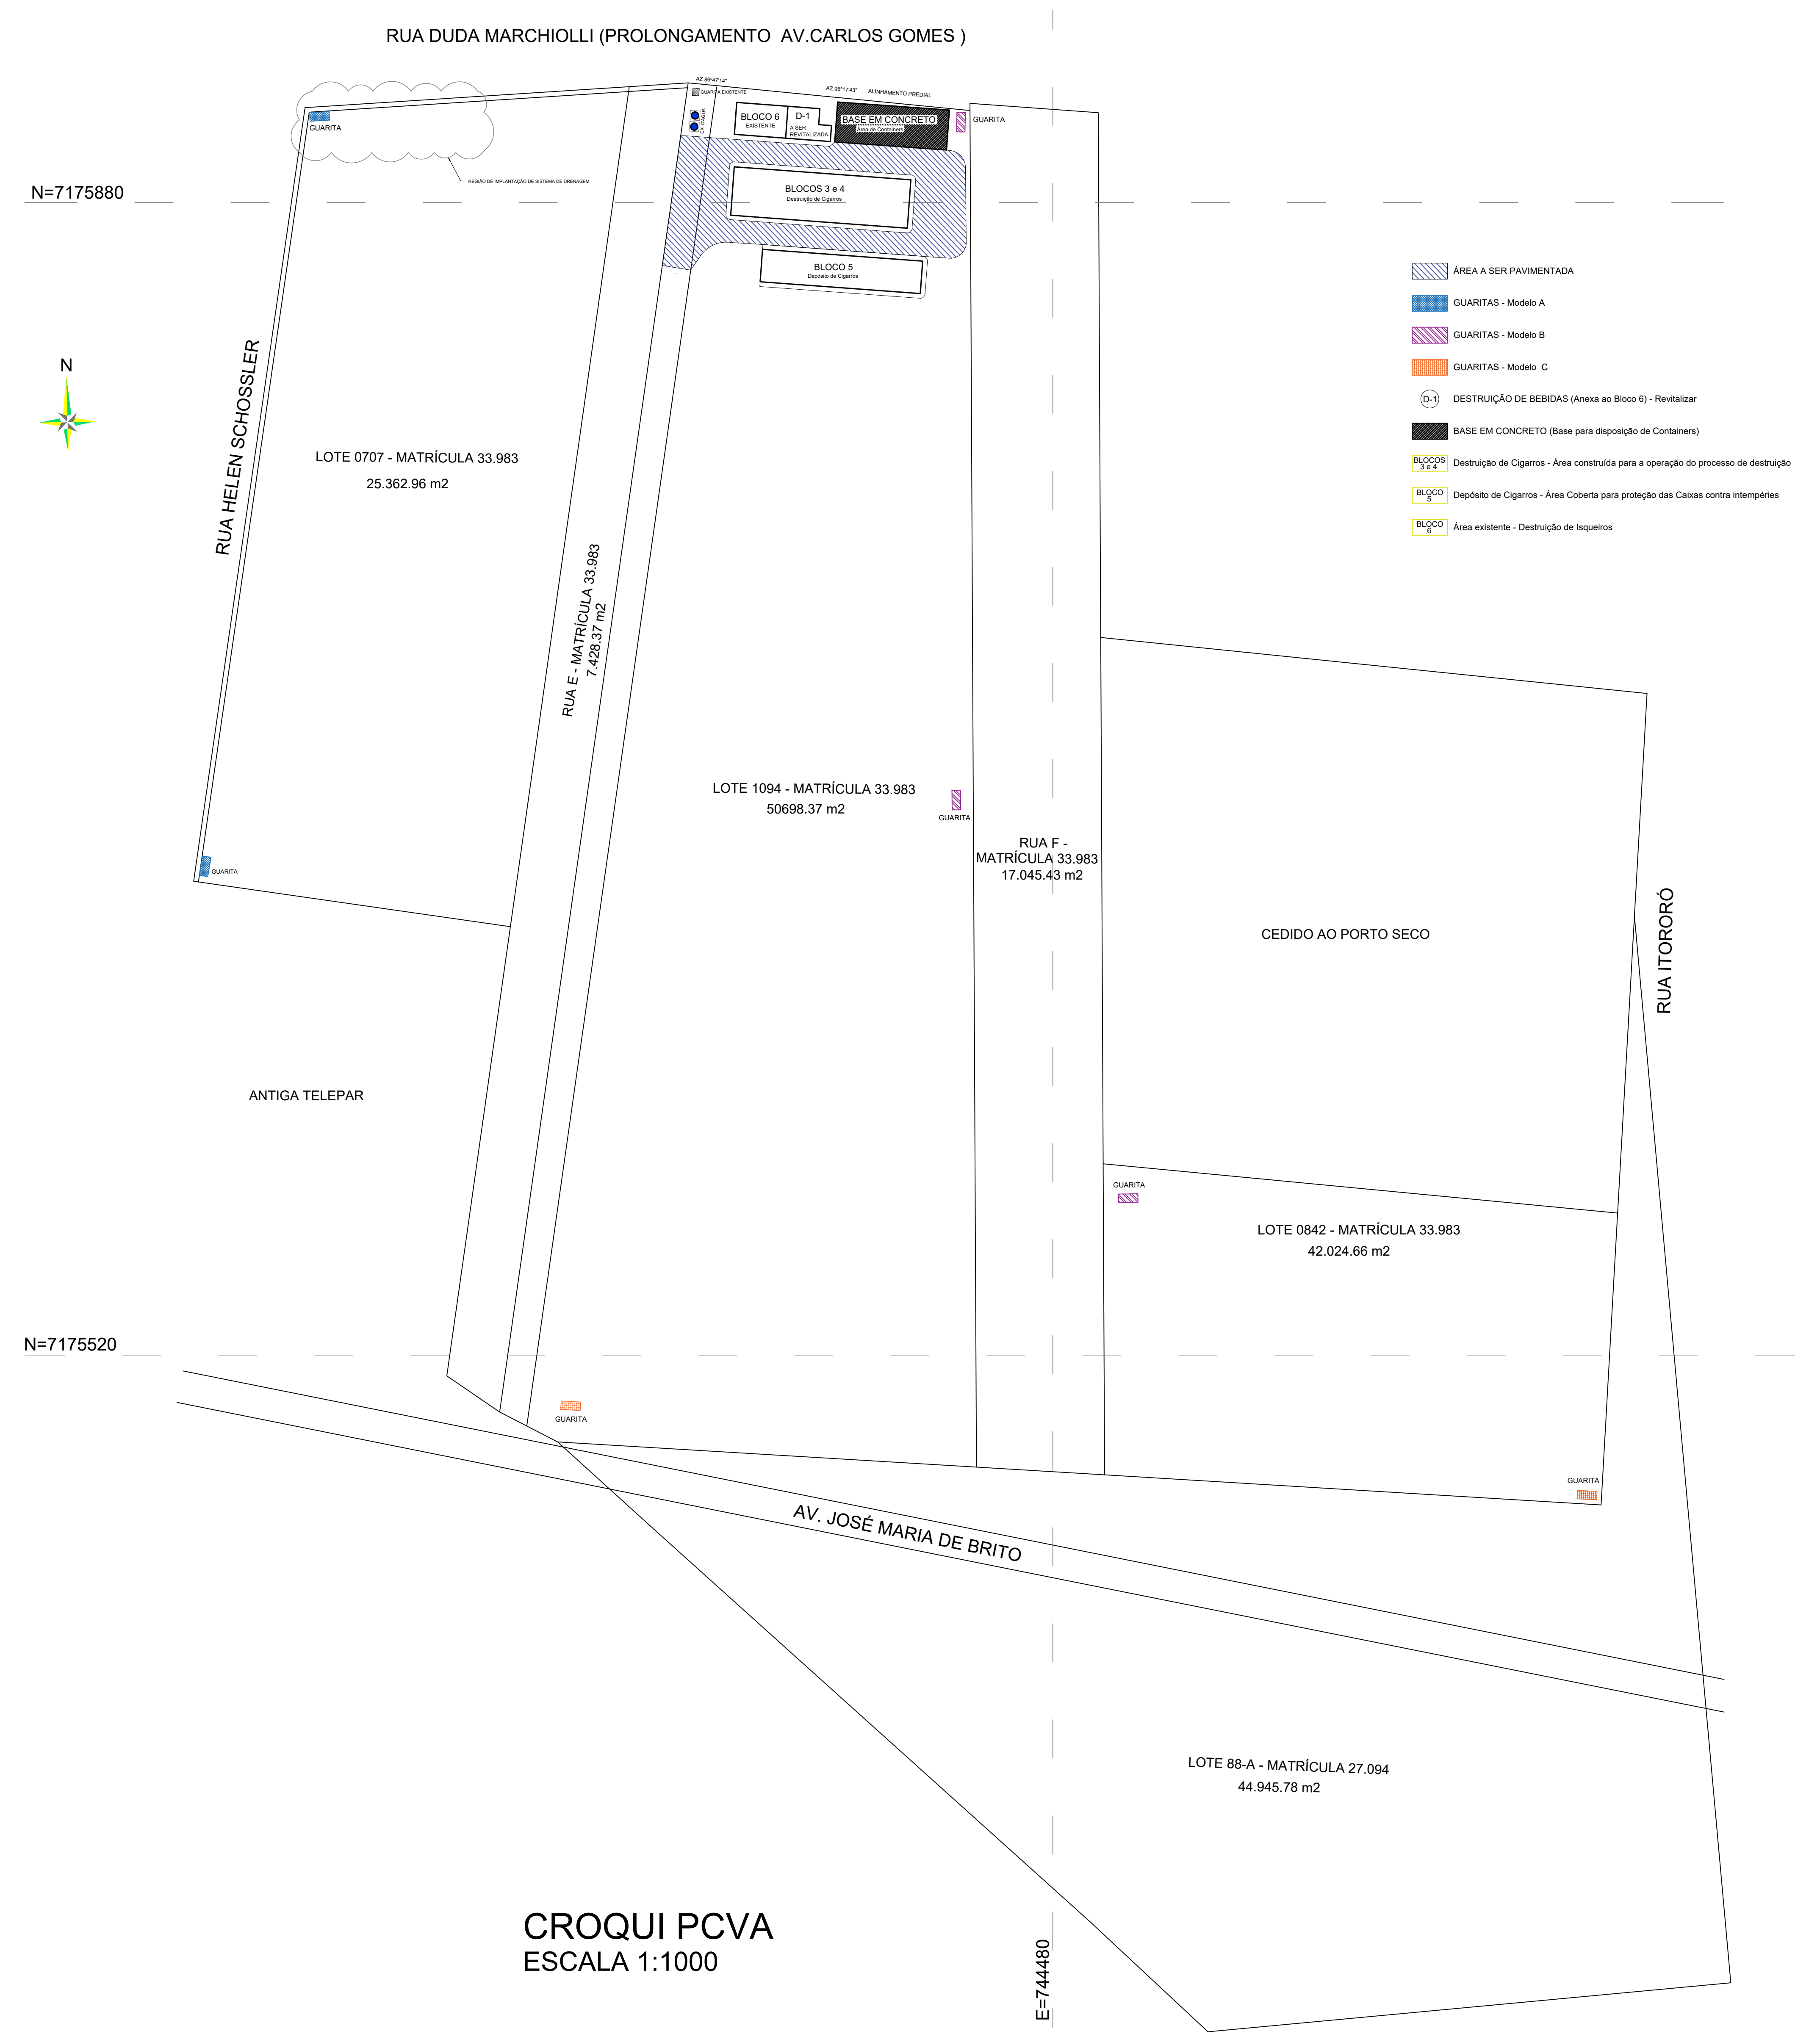 RUA DUDA MARCHIOLLI (PROLONGAMENTO AV.CARLOS GOMES )
AZ 86º47'14"
AZ 96º17'43" ALINHAMENTO PREDIAL
GUARITA EXISTENTE
CX. D'AGUA
GUARITA
BLOCO 6
EXISTENTE
D-1
A SER
REVITALIZADA
BASE EM CONCRETO
Área de Containers
GUARITA
REGIÃO DE IMPLANTAÇÃO DE SISTEMA DE DRENAGEM
N=7175880
BLOCOS 3 e 4
Destruição de Cigarros
BLOCO 5
Depósito de Cigarros
ÁREA A SER PAVIMENTADA
GUARITAS - Modelo A
GUARITAS - Modelo B
GUARITAS - Modelo C
D-1 DESTRUIÇÃO DE BEBIDAS (Anexa ao Bloco 6) - Revitalizar
BASE EM CONCRETO (Base para disposição de Containers)
BLOCOS
3 e 4
Destruição de Cigarros - Área construída para a operação do processo de destruição
BLOCO
5
Depósito de Cigarros - Área Coberta para proteção das Caixas contra intempéries
BLOCO
6
Área existente - Destruição de Isqueiros
N
RUA HELEN SCHOSSLER
LOTE 0707 - MATRÍCULA 33.983
25.362.96 m2
RUA E - MATRÍCULA 33.983
7.428.37 m2
LOTE 1094 - MATRÍCULA 33.983
50698.37 m2
GUARITA
RUA F -
MATRÍCULA 33.983
17.045.43 m2
GUARITA
CEDIDO AO PORTO SECO
RUA ITORORÓ
ANTIGA TELEPAR
GUARITA
LOTE 0842 - MATRÍCULA 33.983
42.024.66 m2
N=7175520
GUARITA
GUARITA
AV. JOSÉ MARIA DE BRITO
LOTE 88-A - MATRÍCULA 27.094
44.945.78 m2
CROQUI PCVA
ESCALA 1:1000
E=744480